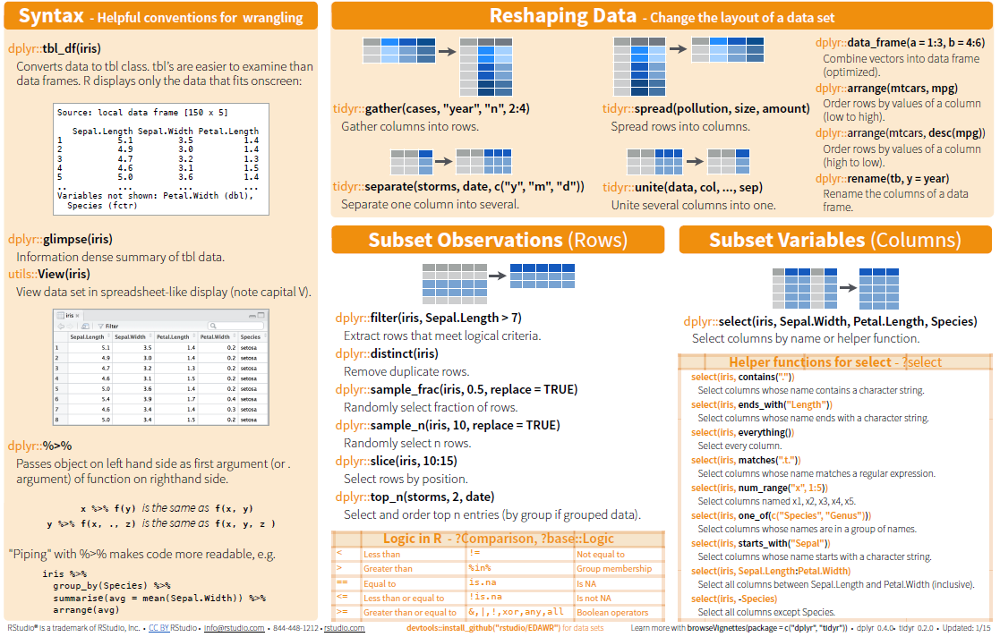 Syntax - Helpful conventions for wrangling
dplyr::tbl_df(iris)
Converts data to tbl class. tbl's are easier to examine than
data frames. R displays only the data that fits onscreen:
Source: local data frame [150 x 5]
Sepal.Length Sepal.Width Petal.Length
1 5.1 3.5 1.4
2 4.9 3.0 1.4
3 4.7 3.2 1.3
4 4.6 3.1 1.5
5 5.0 3.6 1.4
.. ... ... ...
Variables not shown: Petal.Width (dbl),
Species (fctr)
dplyr::glimpse(iris)
Information dense summary of tbl data.
utils::View(iris)
View data set in spreadsheet-like display (note capital V).
iris
Filter
Sepal.Length Sepal.Width Petal.Length Petal.Width Species
1 5.1 3.5 1.4 0.2 setosa
2 4.9 3.0 1.4 0.2 setosa
3 4.7 3.2 1.3 0.2 setosa
4 4.6 3.1 1.5 0.2 setosa
5 5.0 3.6 1.4 0.2 setosa
6 5.4 3.9 1.7 0.4 setosa
7 4.6 3.4 1.4 0.3 setosa
8 5.0 3.4 1.5 0.2 setosa
dplyr::%>%
Passes object on left hand side as first argument (or .
argument) of function on righthand side.
x %>% f(y) is the same as f(x, y)
y %>% f(x, ., z) is the same as f(x, y, z )
"Piping" with %>% makes code more readable, e.g.
iris %>%
group_by(Species) %>%
summarise(avg = mean(Sepal.Width)) %>%
arrange(avg)
Reshaping Data - Change the layout of a data set
tidyr::gather(cases, "year", "n", 2:4)
Gather columns into rows.
tidyr::spread(pollution, size, amount)
Spread rows into columns.
tidyr::separate(storms, date, c("y", "m", "d"))
Separate one column into several.
tidyr::unite(data, col, ..., sep)
Unite several columns into one.
dplyr::data_frame(a = 1:3, b = 4:6)
Combine vectors into data frame
(optimized).
dplyr::arrange(mtcars, mpg)
Order rows by values of a column
(low to high).
dplyr::arrange(mtcars, desc(mpg))
Order rows by values of a column
(high to low).
dplyr::rename(tb, y = year)
Rename the columns of a data
frame.
Subset Observations (Rows)
dplyr::filter(iris, Sepal.Length > 7)
Extract rows that meet logical criteria.
dplyr::distinct(iris)
Remove duplicate rows.
dplyr::sample_frac(iris, 0.5, replace = TRUE)
Randomly select fraction of rows.
dplyr::sample_n(iris, 10, replace = TRUE)
Randomly select n rows.
dplyr::slice(iris, 10:15)
Select rows by position.
dplyr::top_n(storms, 2, date)
Select and order top n entries (by group if grouped data).
Logic in R - ?Comparison, ?base::Logic
< Less than != Not equal to
> Greater than %in% Group membership
== Equal to is.na Is NA
<= Less than or equal to !is.na Is not NA
>= Greater than or equal to &,|,!,xor,any,all Boolean operators
Subset Variables (Columns)
dplyr::select(iris, Sepal.Width, Petal.Length, Species)
Select columns by name or helper function.
Helper functions for select - ?select
select(iris, contains("."))
Select columns whose name contains a character string.
select(iris, ends_with("Length"))
Select columns whose name ends with a character string.
select(iris, everything())
Select every column.
select(iris, matches(".t."))
Select columns whose name matches a regular expression.
select(iris, num_range("x", 1:5))
Select columns named x1, x2, x3, x4, x5.
select(iris, one_of(c("Species", "Genus")))
Select columns whose names are in a group of names.
select(iris, starts_with("Sepal"))
Select columns whose name starts with a character string.
select(iris, Sepal.Length:Petal.Width)
Select all columns between Sepal.Length and Petal.Width (inclusive).
select(iris, -Species)
Select all columns except Species.
RStudio® is a trademark of RStudio, Inc. • CC BY RStudio • info@rstudio.com • 844-448-1212 • rstudio.com
devtools::install_github("rstudio/EDAWR") for data sets
Learn more with browseVignettes(package = c("dplyr", "tidyr")) • dplyr 0.4.0• tidyr 0.2.0 • Updated: 1/15